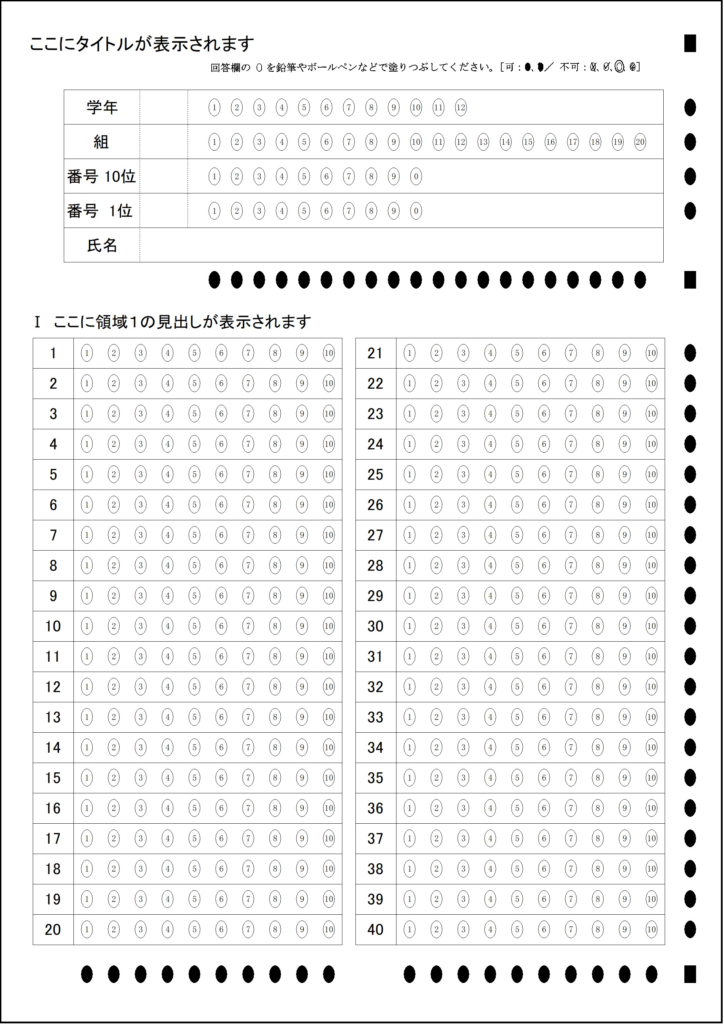 ここにタイトルが表示されます
回答欄の 0 を鉛筆やボールペンなどで塗りつぶしてください。[可：、／ 不可：、、、]
学年 1 2 3 4 5 6 7 8 9 10 11 12
組 1 2 3 4 5 6 7 8 9 10 11 12 13 14 15 16 17 18 19 20
番号 10位 1 2 3 4 5 6 7 8 9 0
番号 1位 1 2 3 4 5 6 7 8 9 0
氏名
I ここに領域１の見出しが表示されます
1 1 2 3 4 5 6 7 8 9 10 21 1 2 3 4 5 6 7 8 9 10
2 1 2 3 4 5 6 7 8 9 10 22 1 2 3 4 5 6 7 8 9 10
3 1 2 3 4 5 6 7 8 9 10 23 1 2 3 4 5 6 7 8 9 10
4 1 2 3 4 5 6 7 8 9 10 24 1 2 3 4 5 6 7 8 9 10
5 1 2 3 4 5 6 7 8 9 10 25 1 2 3 4 5 6 7 8 9 10
6 1 2 3 4 5 6 7 8 9 10 26 1 2 3 4 5 6 7 8 9 10
7 1 2 3 4 5 6 7 8 9 10 27 1 2 3 4 5 6 7 8 9 10
8 1 2 3 4 5 6 7 8 9 10 28 1 2 3 4 5 6 7 8 9 10
9 1 2 3 4 5 6 7 8 9 10 29 1 2 3 4 5 6 7 8 9 10
10 1 2 3 4 5 6 7 8 9 10 30 1 2 3 4 5 6 7 8 9 10
11 1 2 3 4 5 6 7 8 9 10 31 1 2 3 4 5 6 7 8 9 10
12 1 2 3 4 5 6 7 8 9 10 32 1 2 3 4 5 6 7 8 9 10
13 1 2 3 4 5 6 7 8 9 10 33 1 2 3 4 5 6 7 8 9 10
14 1 2 3 4 5 6 7 8 9 10 34 1 2 3 4 5 6 7 8 9 10
15 1 2 3 4 5 6 7 8 9 10 35 1 2 3 4 5 6 7 8 9 10
16 1 2 3 4 5 6 7 8 9 10 36 1 2 3 4 5 6 7 8 9 10
17 1 2 3 4 5 6 7 8 9 10 37 1 2 3 4 5 6 7 8 9 10
18 1 2 3 4 5 6 7 8 9 10 38 1 2 3 4 5 6 7 8 9 10
19 1 2 3 4 5 6 7 8 9 10 39 1 2 3 4 5 6 7 8 9 10
20 1 2 3 4 5 6 7 8 9 10 40 1 2 3 4 5 6 7 8 9 10